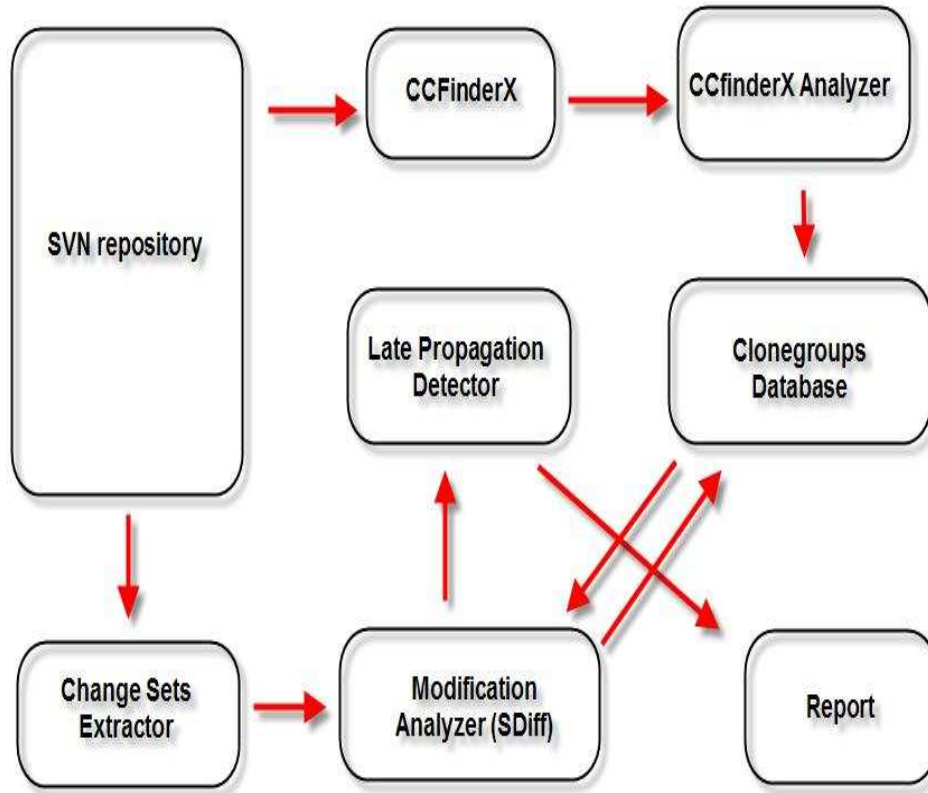 CCFinderX
CCfinderX Analyzer
SVN repository
Late Propagation
Detector
Clonegroups
Database
Change Sets
Extractor
Modification
Analyzer (SDiff)
Report